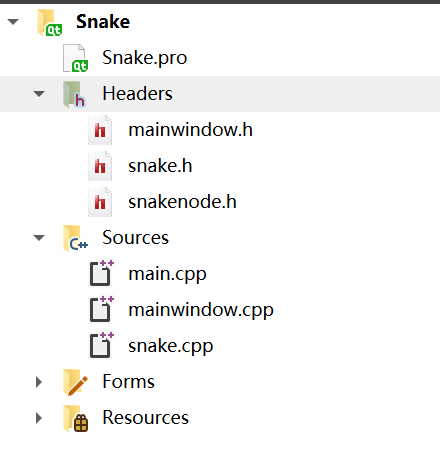 Snake
Snake.pro
Headers
mainwindow.h
snake.h
snakenode.h
Sources
main.cpp
mainwindow.cpp
snake.cpp
Forms
Resources